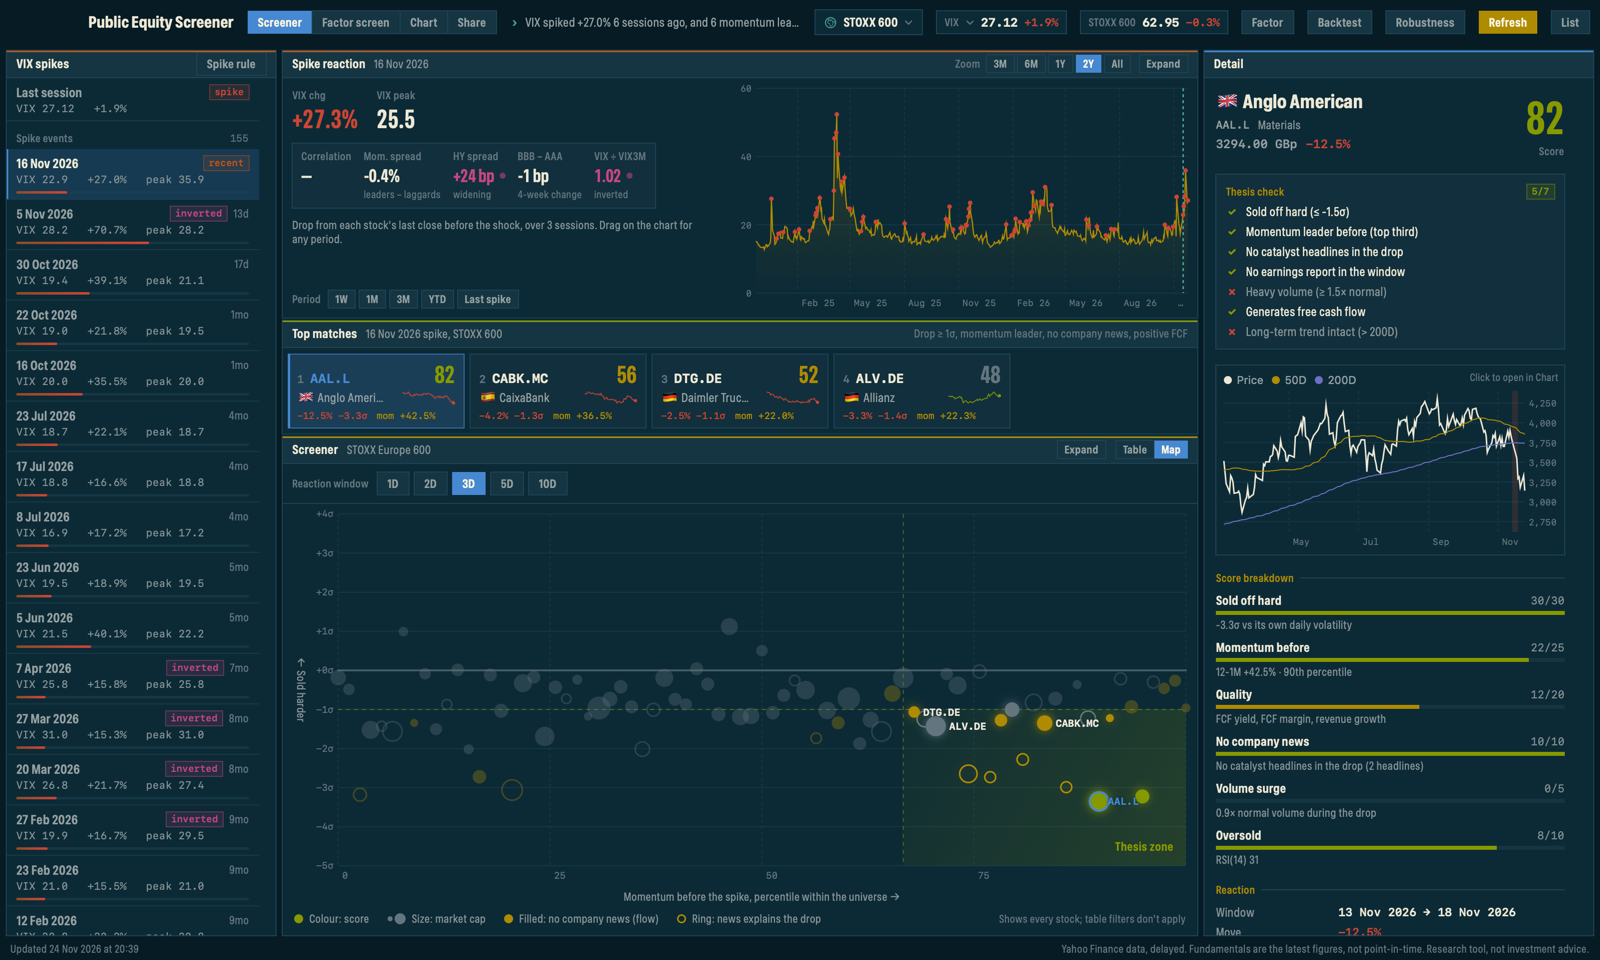 Public Equity Screener
Screener
Factor screen
Chart
Share
› VIX spiked +27.0% 6 sessions ago, and 6 momentum lea...
STOXX 600
VIX 27.12 +1.9%
STOXX 600 62.95 −0.3%
Factor
Backtest
Robustness
Refresh
List
VIX spikes
Spike rule
Last session spike
VIX 27.12 +1.9%
Spike events 155
16 Nov 2026 recent
VIX 22.9 +27.0% peak 35.9
5 Nov 2026 inverted 13d
VIX 28.2 +70.7% peak 28.2
30 Oct 2026 17d
VIX 19.4 +39.1% peak 21.1
22 Oct 2026 1mo
VIX 19.0 +21.8% peak 19.5
16 Oct 2026 1mo
VIX 20.0 +35.5% peak 20.0
23 Jul 2026 4mo
VIX 18.7 +22.1% peak 18.7
17 Jul 2026 4mo
VIX 18.8 +16.6% peak 18.8
8 Jul 2026 4mo
VIX 16.9 +17.2% peak 17.2
23 Jun 2026 5mo
VIX 19.5 +18.9% peak 19.5
5 Jun 2026 5mo
VIX 21.5 +40.1% peak 22.2
7 Apr 2026 inverted 7mo
VIX 25.8 +15.8% peak 25.8
27 Mar 2026 inverted 8mo
VIX 31.0 +15.3% peak 31.0
20 Mar 2026 inverted 8mo
VIX 26.8 +21.7% peak 27.4
27 Feb 2026 inverted 9mo
VIX 19.9 +16.7% peak 29.5
23 Feb 2026 9mo
VIX 21.0 +15.5% peak 21.0
12 Feb 2026 9mo
Spike reaction 16 Nov 2026
Zoom 3M 6M 1Y 2Y All
Expand
VIX chg
+27.3%
VIX peak
25.5
Correlation
—
Mom. spread
-0.4%
leaders – laggards
HY spread
+24 bp
widening
BBB – AAA
-1 bp
4-week change
VIX ÷ VIX3M
1.02
inverted
Drop from each stock's last close before the shock, over 3 sessions. Drag on the chart for
any period.
Period 1W 1M 3M YTD Last spike
60
40
20
0
Feb 25 May 25 Aug 25 Nov 25 Feb 26 May 26 Aug 26 …
Top matches 16 Nov 2026 spike, STOXX 600
Drop ≥ 1σ, momentum leader, no company news, positive FCF
1 AAL.L 82
Anglo Ameri...
−12.5% −3.3σ mom +42.5%
2 CABK.MC 56
CaixaBank
−4.2% −1.3σ mom +36.5%
3 DTG.DE 52
Daimler Truc...
−2.5% −1.1σ mom +22.0%
4 ALV.DE 48
Allianz
−3.3% −1.4σ mom +22.3%
Screener STOXX Europe 600
Expand
Table
Map
Reaction window 1D 2D 3D 5D 10D
+4σ
+3σ
+2σ
+1σ
+0σ
−1σ
−2σ
−3σ
−4σ
−5σ
← Sold harder
DTG.DE
ALV.DE
CABK.MC
AAL.L
Thesis zone
0 25 50 75
Momentum before the spike, percentile within the universe →
Colour: score
Size: market cap
Filled: no company news (flow)
Ring: news explains the drop
Shows every stock; table filters don't apply
Detail
Anglo American
AAL.L Materials
3294.00 GBp −12.5%
82
Score
Thesis check 5/7
Sold off hard (≤ -1.5σ)
Momentum leader before (top third)
No catalyst headlines in the drop
No earnings report in the window
Heavy volume (≥ 1.5× normal)
Generates free cash flow
Long-term trend intact (> 200D)
Price 50D 200D
Click to open in Chart
4,250
4,000
3,750
3,500
3,250
3,000
2,750
May Jul Sep Nov
Score breakdown
Sold off hard 30/30
-3.3σ vs its own daily volatility
Momentum before 22/25
12-1M +42.5% · 90th percentile
Quality 12/20
FCF yield, FCF margin, revenue growth
No company news 10/10
No catalyst headlines in the drop (2 headlines)
Volume surge 0/5
0.9× normal volume during the drop
Oversold 8/10
RSI(14) 31
Reaction
Window 13 Nov 2026 → 18 Nov 2026
Move −12.5%
Updated 24 Nov 2026 at 20:39
Yahoo Finance data, delayed. Fundamentals are the latest figures, not point-in-time. Research tool, not investment advice.